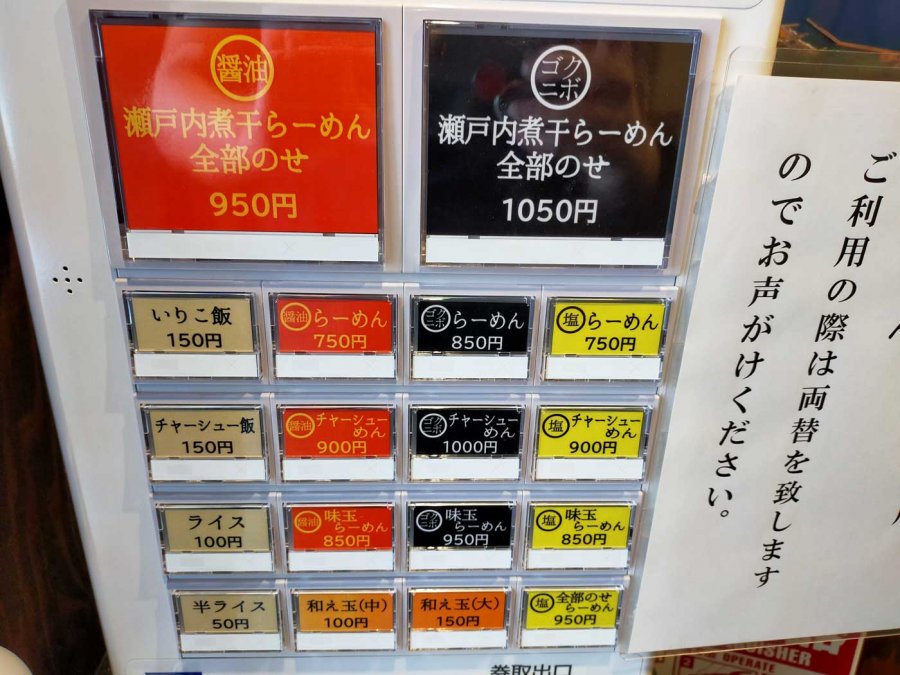 醤油
瀬戸内煮干らーめん
全部のせ
950円
ゴク
ニボ
瀬戸内煮干らーめん
全部のせ
1050円
いりこ飯
150円
醤油らーめん
750円
ゴクニボらーめん
850円
塩らーめん
750円
チャーシュー飯
150円
醤油チャーシュー
めん
900円
ゴクニボチャーシュー
めん
1000円
塩チャーシュー
めん
900円
ライス
100円
醤油味玉
らーめん
850円
ゴクニボ味玉
らーめん
950円
塩味玉
らーめん
850円
半ライス
50円
和え玉(中)
100円
和え玉(大)
150円
塩全部のせ
らーめん
950円
ご利用の際は両替を致します
のでお声がけください。
券取出口
OPERATE